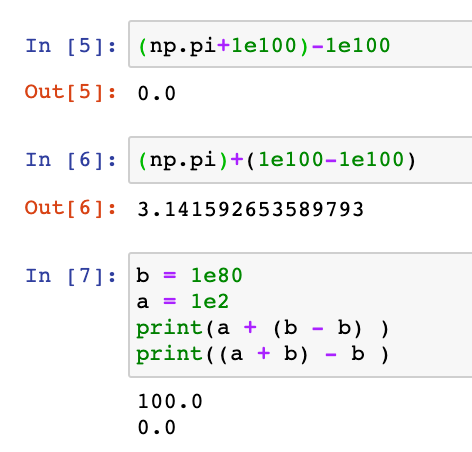 In [5]: (np.pi+1e100)-1e100
Out[5]: 0.0
In [6]: (np.pi)+(1e100-1e100)
Out[6]: 3.141592653589793
In [7]: b = 1e80
a = 1e2
print(a + (b - b) )
print((a + b) - b )
100.0
0.0